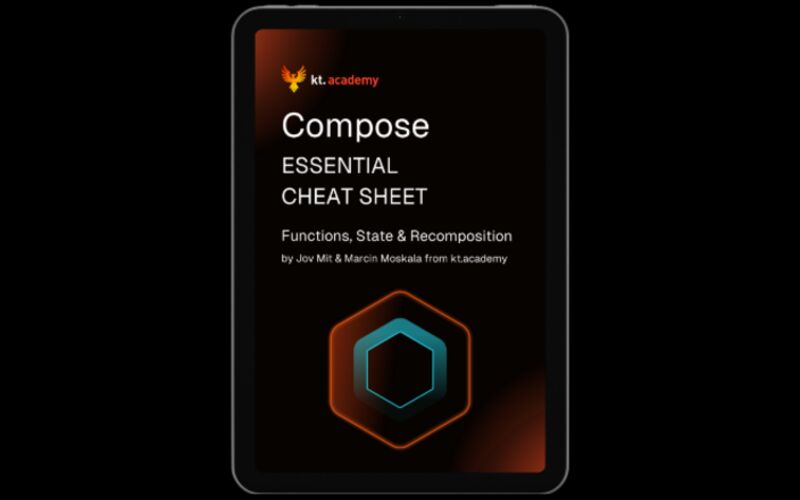 kt.academy
Compose
ESSENTIAL
CHEAT SHEET
Functions, State & Recomposition
by Jov Mit & Marcin Moskala from kt.academy